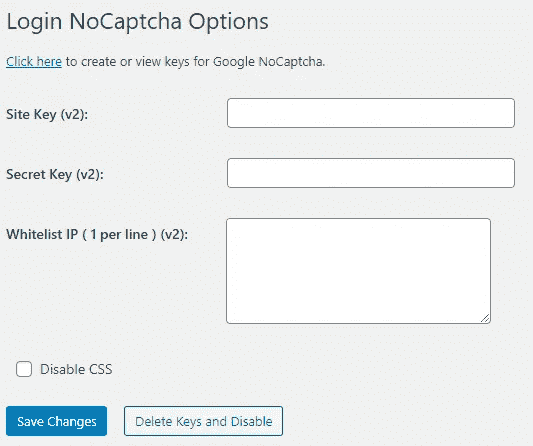 Login NoCaptcha Options
Click here to create or view keys for Google NoCaptcha.
Site Key (v2):
Secret Key (v2):
Whitelist IP ( 1 per line ) (v2):
Disable CSS
Save Changes Delete Keys and Disable